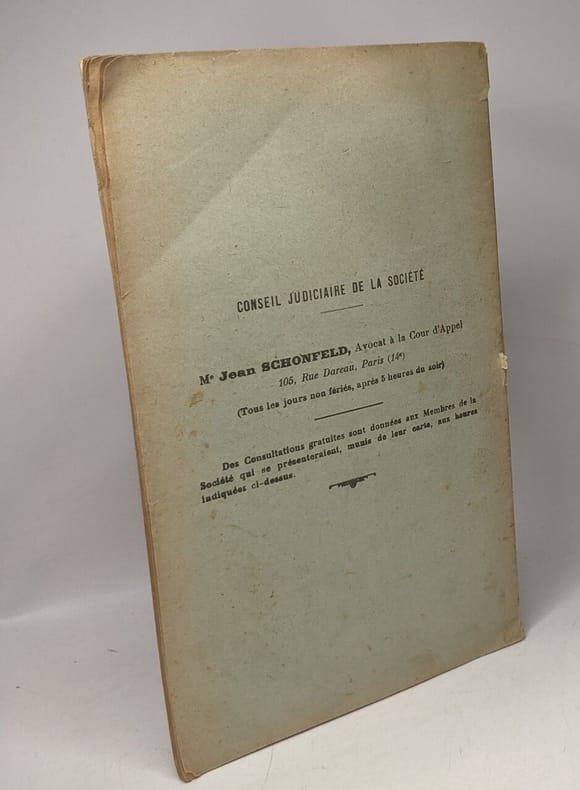 CONSEIL JUDICIAIRE DE LA SOCIÉTÉ
Mᵉ Jean SCHONFELD, Avocat à la Cour d'Appel
105, Rue Dareau, Paris (14ᵉ)
(Tous les jours non fériés, après 5 heures du soir)
Des Consultations gratuites sont données aux Membres de la
Société qui se présenteraient, munis de leur carte, aux heures
indiquées ci-dessus.